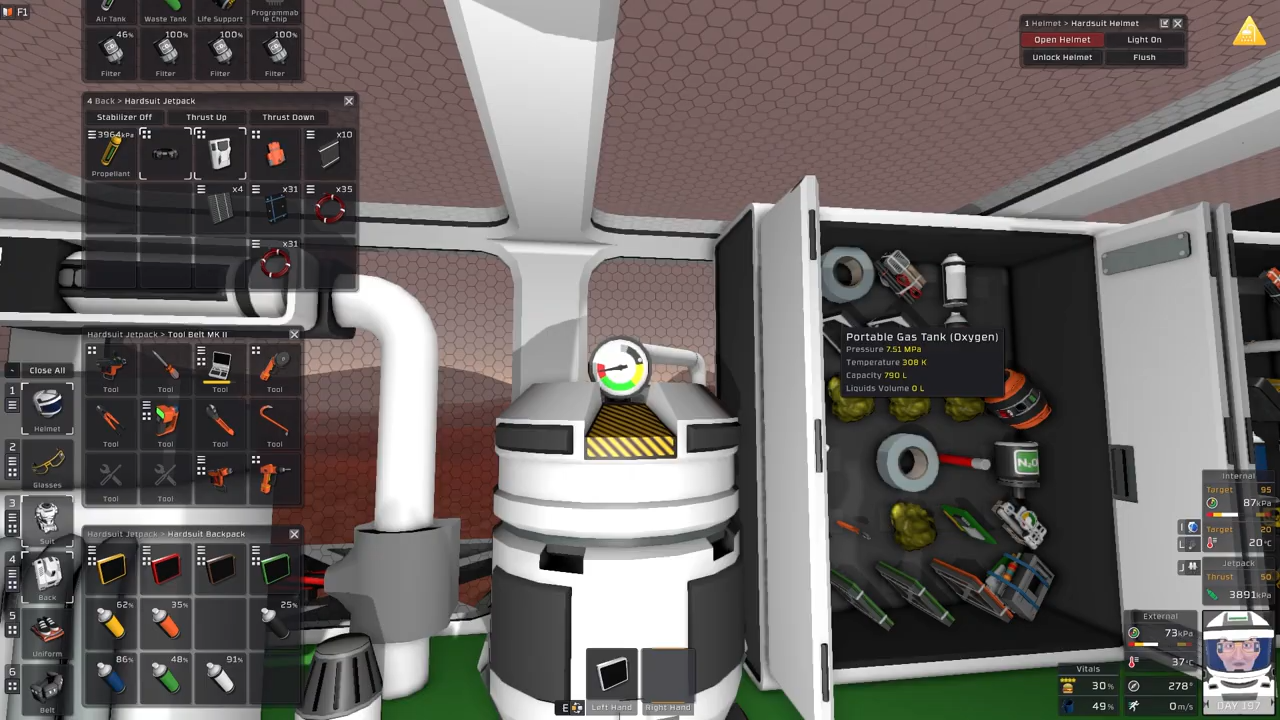 F1
Air Tank
Waste Tank
Life Support
Programmab
le Chip
46%
100%
100%
100%
Filter
Filter
Filter
Filter
4 Back > Hardsuit Jetpack
Stabilizer Off
Thrust Up
Thrust Down
3964kPa
x10
Propellant
x4
x31
x35
x31
Hardsuit Jetpack > Tool Belt MK II
Tool
Tool
Tool
Tool
Tool
Tool
Tool
Tool
Tool
Tool
Hardsuit Jetpack > Hardsuit Backpack
62%
35%
25%
86%
48%
91%
- Close All
1
Helmet
2
Glasses
3
Suit
4
Back
5
Uniform
6
Belt
1 Helmet > Hardsuit Helmet
Open Helmet
Light On
Unlock Helmet
Flush
Portable Gas Tank (Oxygen)
Pressure 7.51 MPa
Temperature 308 K
Capacity 790 L
Liquids Volume 0 L
N₂O
E
Left Hand
Right Hand
Internal
Target 95
87kPa
Target 20
20°C
Jetpack
Thrust 50
3891kPa
I
L
J
External
73kPa
37°C
278°
0m/s
Vitals
30%
49%
DAY 197